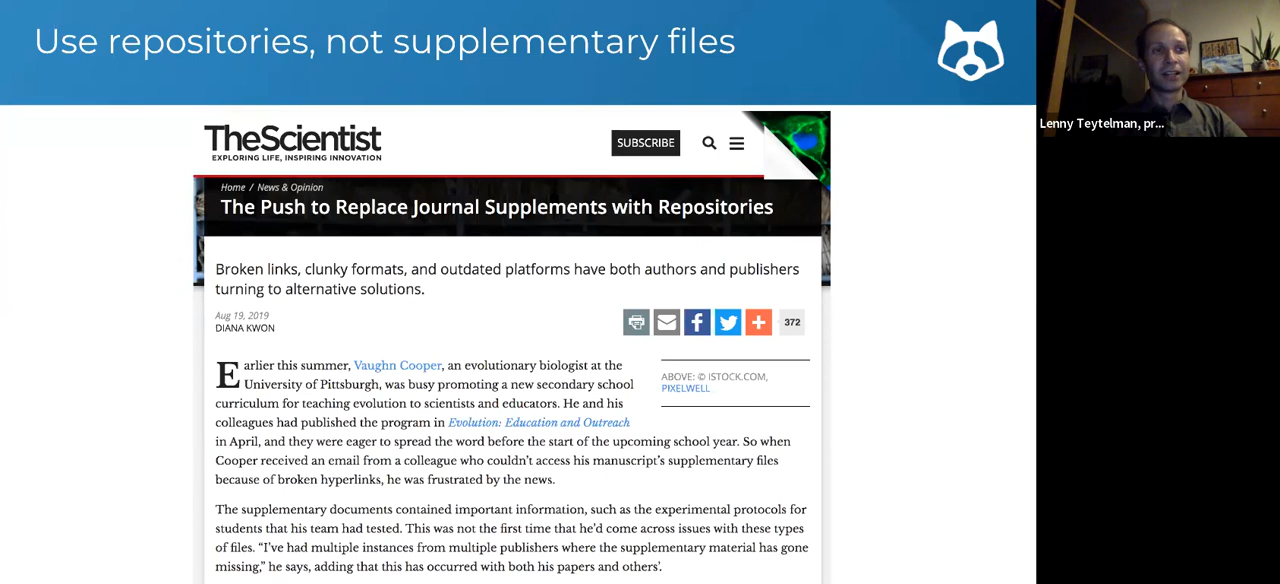 Use repositories, not supplementary files
Lenny Teytelman, pr...
TheScientist
EXPLORING LIFE, INSPIRING INNOVATION
SUBSCRIBE
Home / News & Opinion
The Push to Replace Journal Supplements with Repositories
Broken links, clunky formats, and outdated platforms have both authors and publishers
turning to alternative solutions.
Aug 19, 2019
DIANA KWON
372
Earlier this summer, Vaughn Cooper, an evolutionary biologist at the
University of Pittsburgh, was busy promoting a new secondary school
curriculum for teaching evolution to scientists and educators. He and his
colleagues had published the program in Evolution: Education and Outreach
in April, and they were eager to spread the word before the start of the upcoming school year. So when
Cooper received an email from a colleague who couldn't access his manuscript's supplementary files
because of broken hyperlinks, he was frustrated by the news.
ABOVE: © ISTOCK.COM,
PIXELWELL
The supplementary documents contained important information, such as the experimental protocols for
students that his team had tested. This was not the first time that he'd come across issues with these types
of files. “I've had multiple instances from multiple publishers where the supplementary material has gone
missing,” he says, adding that this has occurred with both his papers and others'.